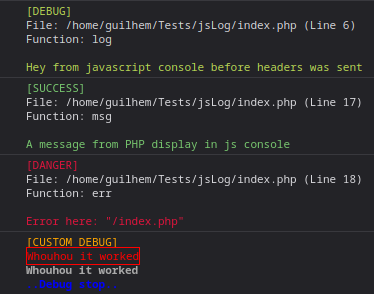 [DEBUG]
File: /home/guilhem/Tests/jsLog/index.php (Line 6)
Function: log
Hey from javascript console before headers was sent
[SUCCESS]
File: /home/guilhem/Tests/jsLog/index.php (Line 17)
Function: msg
A message from PHP display in js console
[DANGER]
File: /home/guilhem/Tests/jsLog/index.php (Line 18)
Function: err
Error here: "/index.php"
[CUSTOM DEBUG]
Whouhou it worked
Whouhou it worked
..Debug stop..